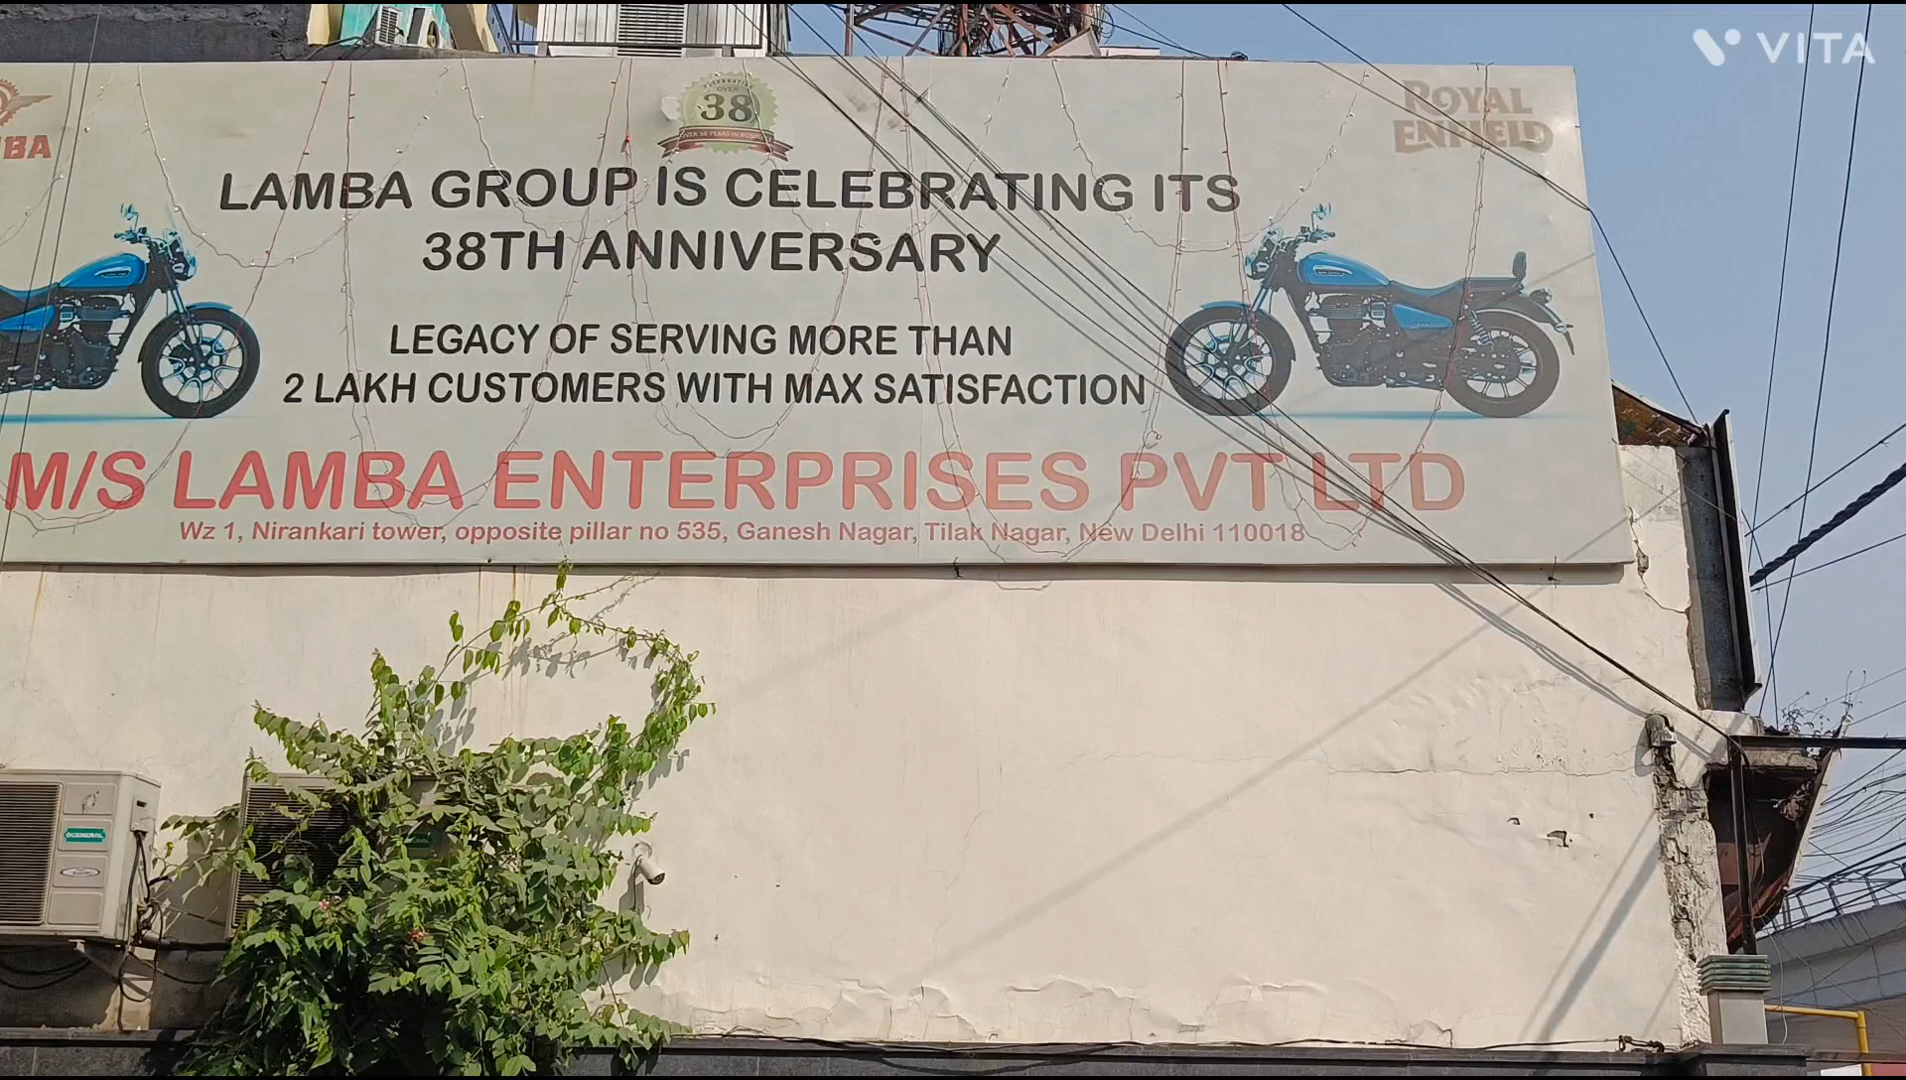 VITA
38
ROYAL
ENFIELD
LAMBA GROUP IS CELEBRATING ITS
38TH ANNIVERSARY
LEGACY OF SERVING MORE THAN
2 LAKH CUSTOMERS WITH MAX SATISFACTION
M/S LAMBA ENTERPRISES PVT LTD
Wz 1, Nirankari tower, opposite pillar no 535, Ganesh Nagar, Tilak Nagar, New Delhi 110018
GENERAL